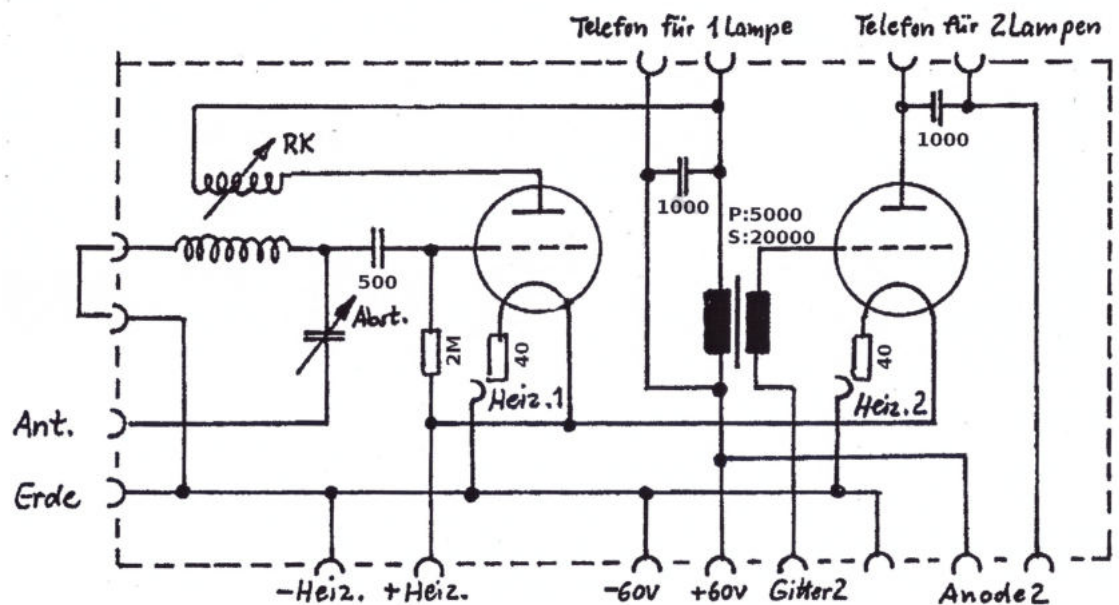 Telefon für 1 Lampe
Telefon für 2 Lampen
RK
1000
1000
P:5000
S:20000
500
Abst.
2M
40
40
Heiz.1
Heiz.2
Ant.
Erde
-Heiz.
+Heiz.
-60V
+60V
Gitter2
Anode2